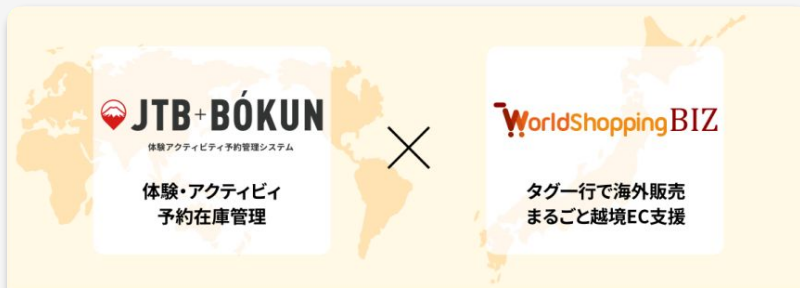 JTB+BÓKUN
体験アクティビティ予約管理システム
体験・アクティビィ
予約在庫管理
×
WorldShopping BIZ
タグ一行で海外販売
まるごと越境EC支援